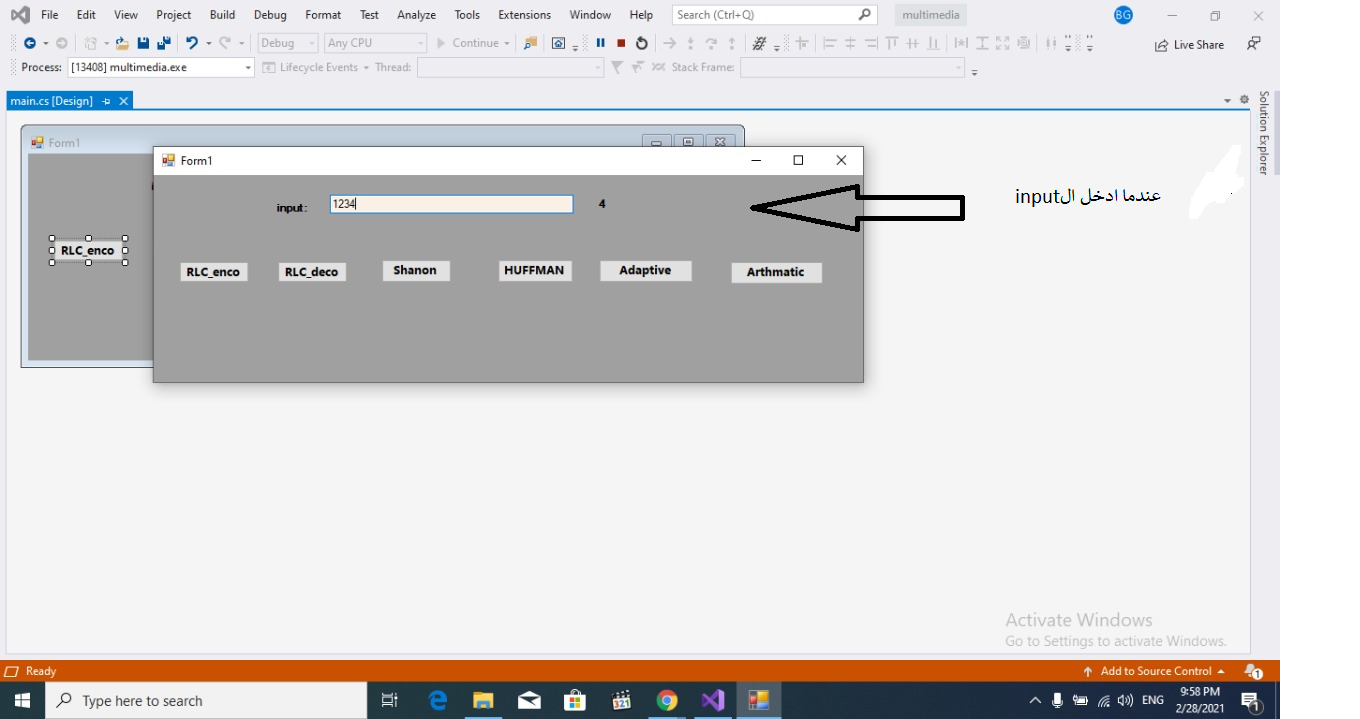 File Edit View Project Build Debug Format Test Analyze Tools Extensions Window Help Search (Ctrl+Q) multimedia BG
Debug Any CPU Continue Live Share
Process: [13408] multimedia.exe Lifecycle Events Thread: Stack Frame:
main.cs [Design]
Solution Explorer
Form1
Form1
عندما ادخل الinput
input: 1234 4
RLC_enco
RLC_enco RLC_deco Shanon HUFFMAN Adaptive Arthmatic
Activate Windows
Go to Settings to activate Windows.
Ready Add to Source Control 1
Type here to search 321 ENG 9:58 PM
2/28/2021 1